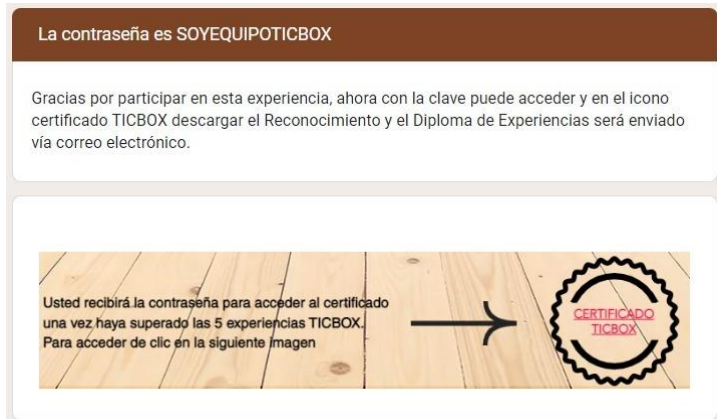 La contraseña es SOYEQUIPOTICBOX
Gracias por participar en esta experiencia, ahora con la clave puede acceder y en el icono
certificado TICBOX descargar el Reconocimiento y el Diploma de Experiencias será enviado
vía correo electrónico.
Usted recibirá la contraseña para acceder al certificado
una vez haya superado las 5 experiencias TICBOX.
Para acceder de clic en la siguiente imagen
CERTIFICADO
TICBOX